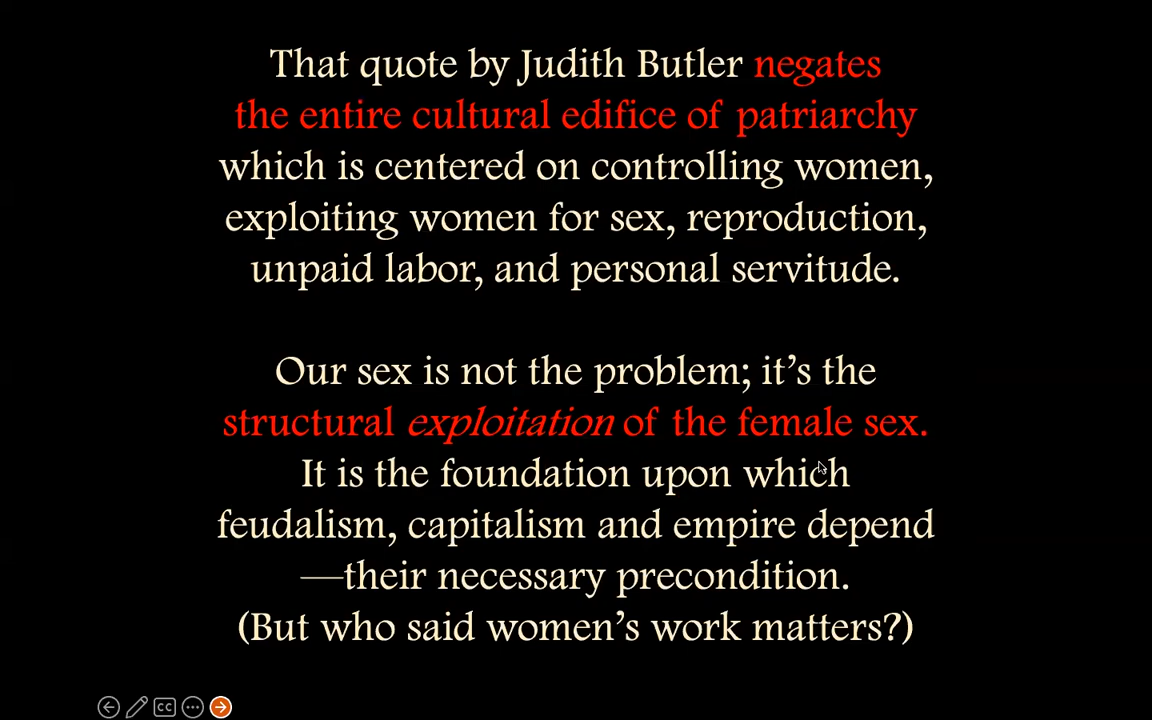 That quote by Judith Butler negates
the entire cultural edifice of patriarchy
which is centered on controlling women,
exploiting women for sex, reproduction,
unpaid labor, and personal servitude.
Our sex is not the problem; it’s the
structural exploitation of the female sex.
It is the foundation upon which
feudalism, capitalism and empire depend
—their necessary precondition.
(But who said women’s work matters?)
CC